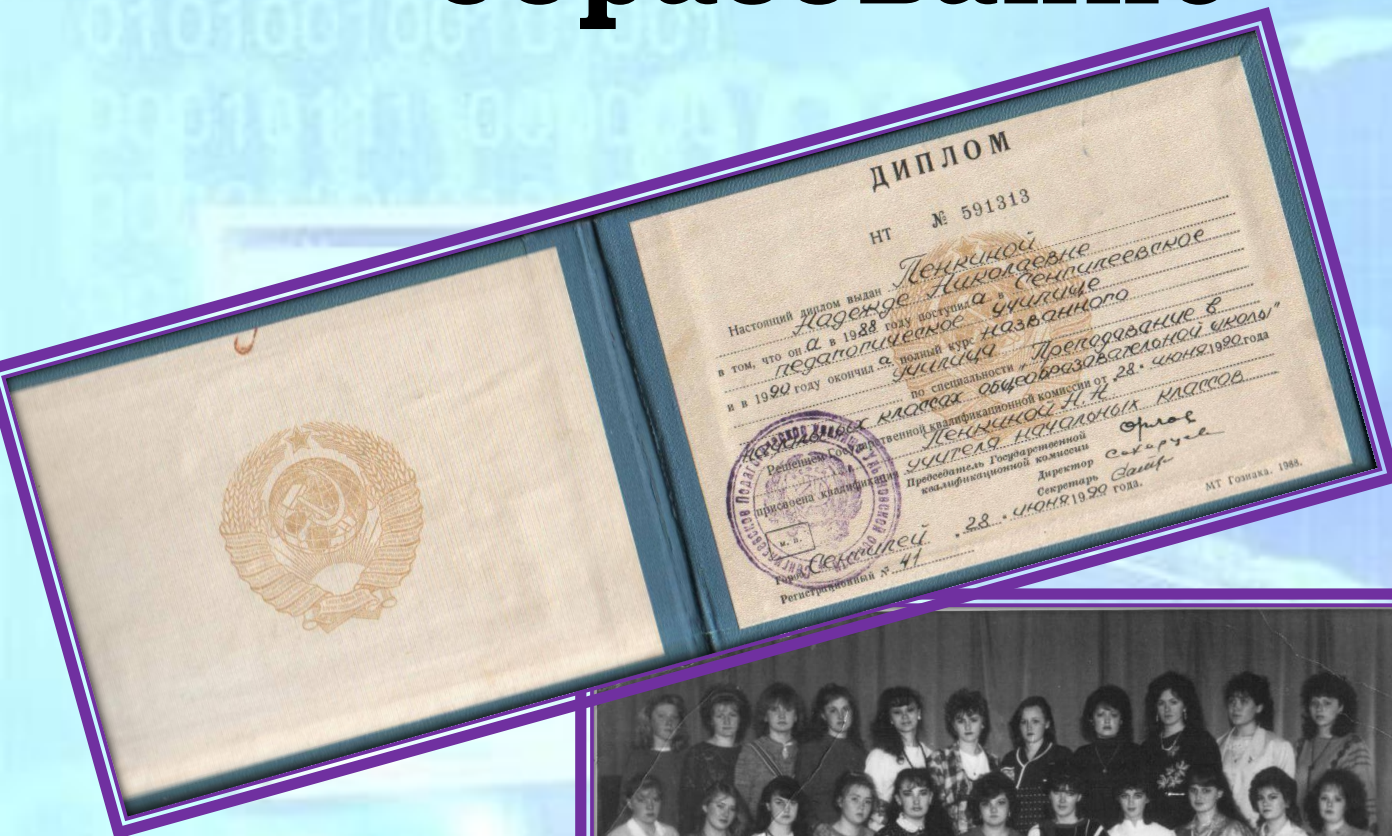 образование
ДИПЛОМ
НТ № 591313
Настоящий диплом выдан Пенкиной
Надежде Николаевне
в том, что он а в 1988 году поступил а в Сенгилеевское
педагогическое училище
и в 1990 году окончил а полный курс названного
училища
по специальности „Преподавание в
начальных классах общеобразовательной школы"
Решением Государственной квалификационной комиссии от „28" июня 1990 года
Пенкиной Н.Н.
присвоена квалификация учителя начальных классов
Председатель Государственной
квалификационной комиссии
Директор
Секретарь
М. П.
Город Сенгилей „28" июня 1990 года.
МТ Гознака. 1988.
Регистрационный № 41